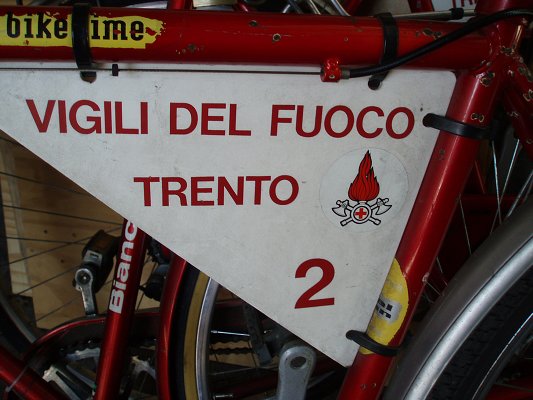 bike time
VIGILI DEL FUOCO
TRENTO
2
Bianc